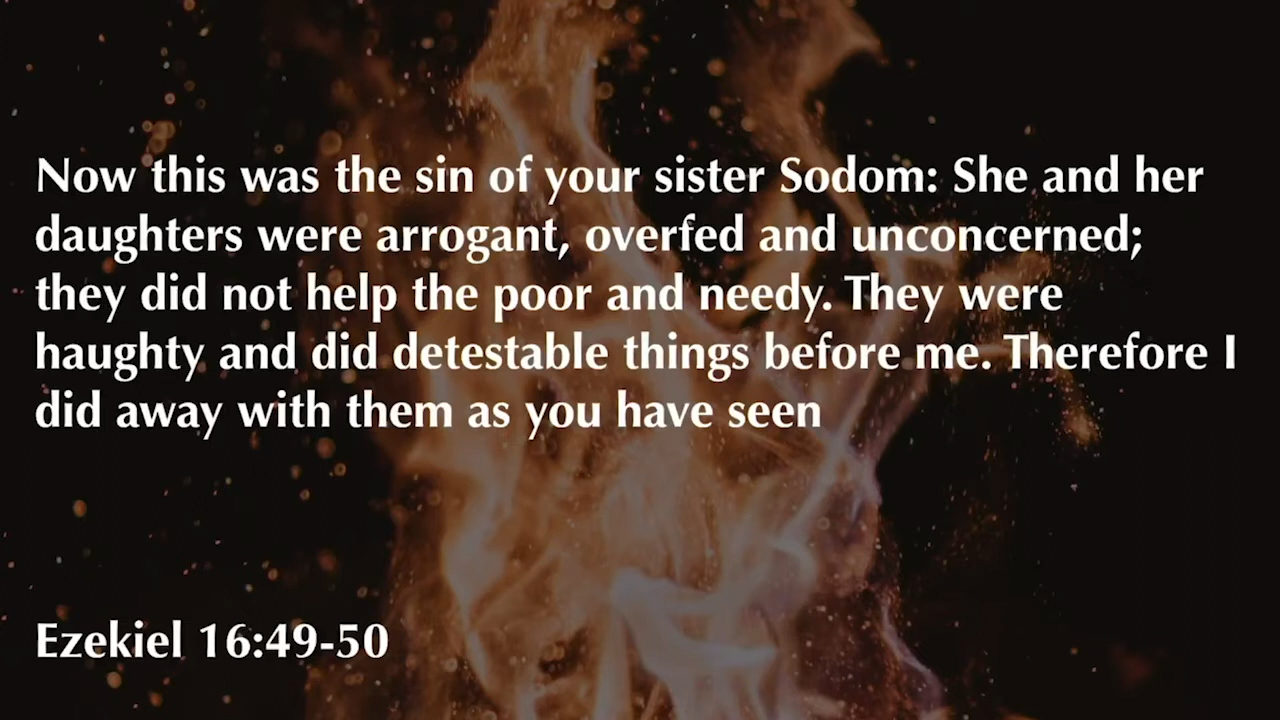 Now this was the sin of your sister Sodom: She and her
daughters were arrogant, overfed and unconcerned;
they did not help the poor and needy. They were
haughty and did detestable things before me. Therefore I
did away with them as you have seen
Ezekiel 16:49-50